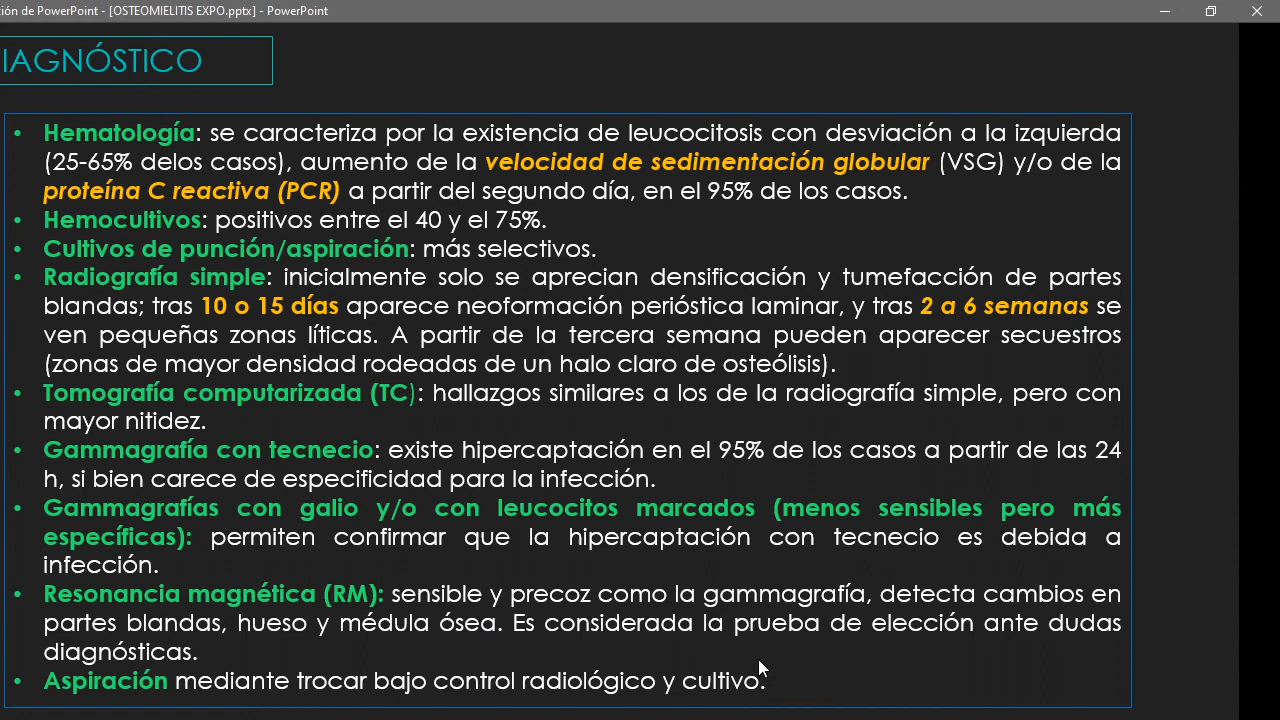 ión de PowerPoint - [OSTEOMIELITIS EXPO.pptx] - PowerPoint
IAGNÓSTICO
• Hematología: se caracteriza por la existencia de leucocitosis con desviación a la izquierda
(25-65% delos casos), aumento de la velocidad de sedimentación globular (VSG) y/o de la
proteína C reactiva (PCR) a partir del segundo día, en el 95% de los casos.
• Hemocultivos: positivos entre el 40 y el 75%.
• Cultivos de punción/aspiración: más selectivos.
• Radiografía simple: inicialmente solo se aprecian densificación y tumefacción de partes
blandas; tras 10 o 15 días aparece neoformación perióstica laminar, y tras 2 a 6 semanas se
ven pequeñas zonas líticas. A partir de la tercera semana pueden aparecer secuestros
(zonas de mayor densidad rodeadas de un halo claro de osteólisis).
• Tomografía computarizada (TC): hallazgos similares a los de la radiografía simple, pero con
mayor nitidez.
• Gammagrafía con tecnecio: existe hipercaptación en el 95% de los casos a partir de las 24
h, si bien carece de especificidad para la infección.
• Gammagrafías con galio y/o con leucocitos marcados (menos sensibles pero más
específicas): permiten confirmar que la hipercaptación con tecnecio es debida a
infección.
• Resonancia magnética (RM): sensible y precoz como la gammagrafía, detecta cambios en
partes blandas, hueso y médula ósea. Es considerada la prueba de elección ante dudas
diagnósticas.
• Aspiración mediante trocar bajo control radiológico y cultivo.